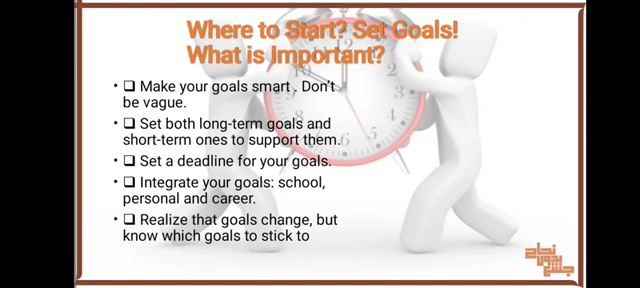 Where to Start? Set Goals!
What is Important?
• ❑ Make your goals smart . Don't
be vague.
• ❑ Set both long-term goals and
short-term ones to support them.
• ❑ Set a deadline for your goals.
• ❑ Integrate your goals: school,
personal and career.
• ❑ Realize that goals change, but
know which goals to stick to